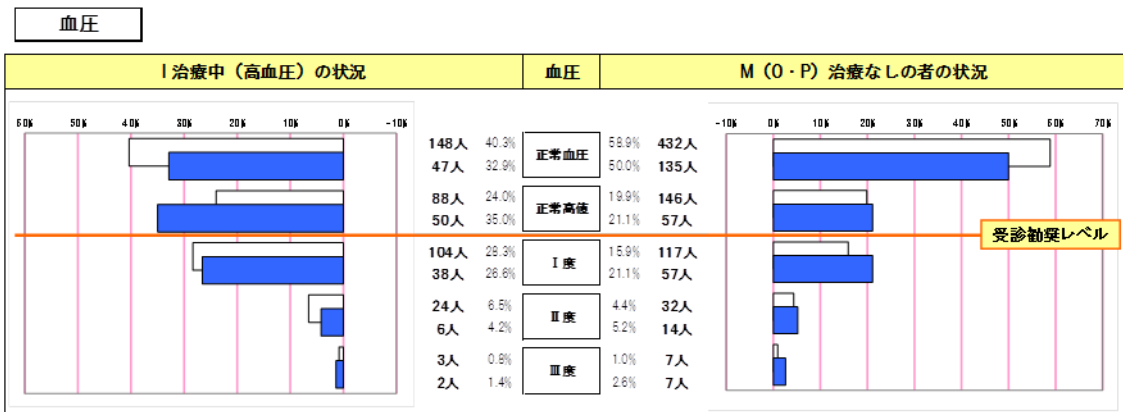 血圧
Ⅰ治療中（高血圧）の状況 血圧 M（O・P）治療なしの者の状況
60% 50% 40% 30% 20% 10% 0% -10%
-10% 0% 10% 20% 30% 40% 50% 60% 70%
148人 40.3% 正常血圧 58.9% 432人
47人 32.9% 50.0% 135人
88人 24.0% 正常高値 19.9% 146人
50人 35.0% 21.1% 57人
受診勧奨レベル
104人 28.3% Ⅰ度 15.9% 117人
38人 26.6% 21.1% 57人
24人 6.5% Ⅱ度 4.4% 32人
6人 4.2% 5.2% 14人
3人 0.8% Ⅲ度 1.0% 7人
2人 1.4% 2.6% 7人